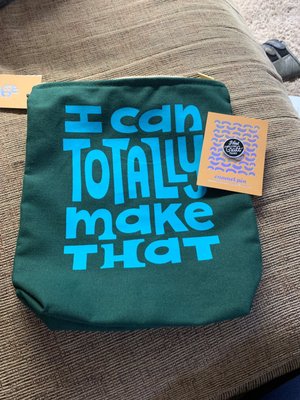 I can
TOTALLY
make
THAT
enamel pin